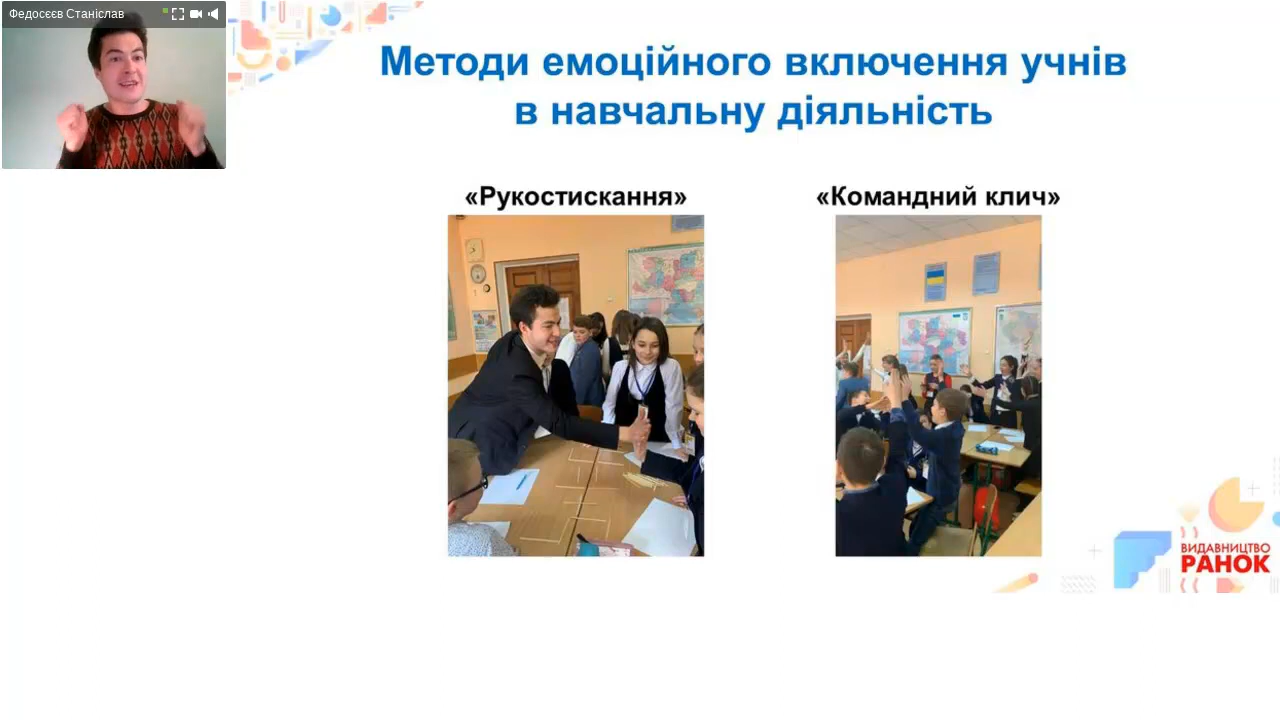 Федосєєв Станіслав
Методи емоційного включення учнів
в навчальну діяльність
«Рукостискання»
«Командний клич»
ВИДАВНИЦТВО
РАНОК